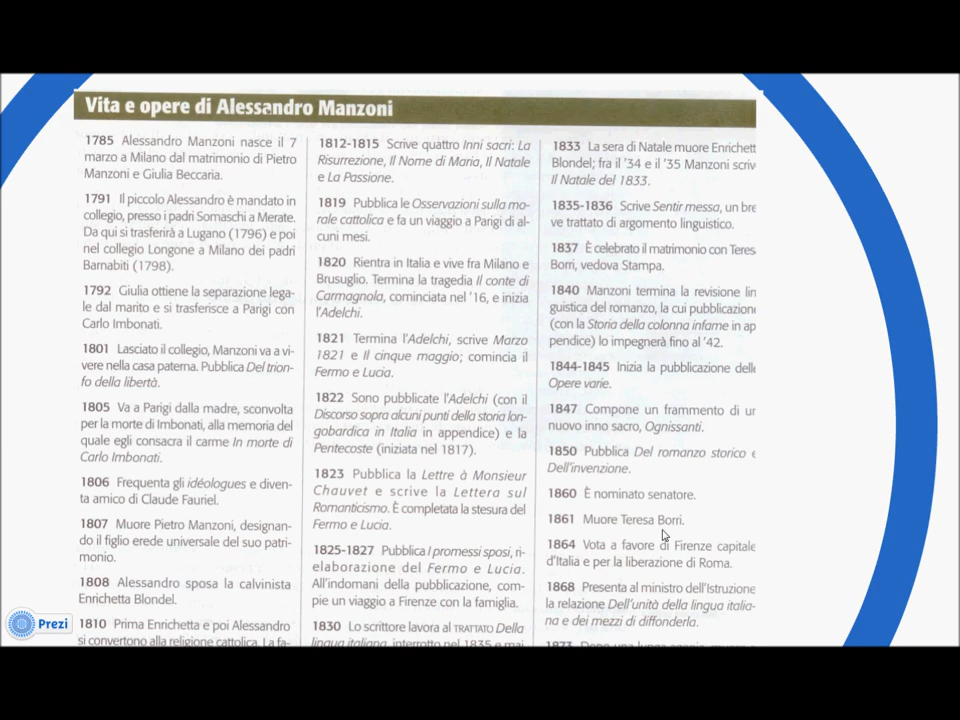 Vita e opere di Alessandro Manzoni
1785 Alessandro Manzoni nasce il 7
marzo a Milano dal matrimonio di Pietro
Manzoni e Giulia Beccaria.
1791 Il piccolo Alessandro è mandato in
collegio, presso i padri Somaschi a Merate.
Da qui si trasferirà a Lugano (1796) e poi
nel collegio Longone a Milano dei padri
Barnabiti (1798).
1792 Giulia ottiene la separazione lega-
le dal marito e si trasferisce a Parigi con
Carlo Imbonati.
1801 Lasciato il collegio, Manzoni va a vi-
vere nella casa paterna. Pubblica Del trion-
fo della libertà.
1805 Va a Parigi dalla madre, sconvolta
per la morte di Imbonati, alla memoria del
quale egli consacra il carme In morte di
Carlo Imbonati.
1806 Frequenta gli idéologues e diven-
ta amico di Claude Fauriel.
1807 Muore Pietro Manzoni, designan-
do il figlio erede universale del suo patri-
monio.
1808 Alessandro sposa la calvinista
Enrichetta Blondel.
1810 Prima Enrichetta e poi Alessandro
si convertono alla religione cattolica. La fa-
1812-1815 Scrive quattro Inni sacri: La
Risurrezione, Il Nome di Maria, Il Natale
e La Passione.
1819 Pubblica le Osservazioni sulla mo-
rale cattolica e fa un viaggio a Parigi di al-
cuni mesi.
1820 Rientra in Italia e vive fra Milano e
Brusuglio. Termina la tragedia Il conte di
Carmagnola, cominciata nel '16, e inizia
l'Adelchi.
1821 Termina l'Adelchi, scrive Marzo
1821 e Il cinque maggio; comincia il
Fermo e Lucia.
1822 Sono pubblicate l'Adelchi (con il
Discorso sopra alcuni punti della storia lon-
gobardica in Italia in appendice) e la
Pentecoste (iniziata nel 1817).
1823 Pubblica la Lettre à Monsieur
Chauvet e scrive la Lettera sul
Romanticismo. È completata la stesura del
Fermo e Lucia.
1825-1827 Pubblica I promessi sposi, ri-
elaborazione del Fermo e Lucia.
All'indomani della pubblicazione, com-
pie un viaggio a Firenze con la famiglia.
1830 Lo scrittore lavora al TRATTATO Della
lingua italiana, interrotto nel 1835 e mai
1833 La sera di Natale muore Enrichett
Blondel; fra il '34 e il '35 Manzoni scriv
Il Natale del 1833.
1835-1836 Scrive Sentir messa, un bre
ve trattato di argomento linguistico.
1837 È celebrato il matrimonio con Teres
Borri, vedova Stampa.
1840 Manzoni termina la revisione lin
guistica del romanzo, la cui pubblicazion
(con la Storia della colonna infame in ap
pendice) lo impegnerà fino al '42.
1844-1845 Inizia la pubblicazione delle
Opere varie.
1847 Compone un frammento di un
nuovo inno sacro, Ognissanti.
1850 Pubblica Del romanzo storico e
Dell'invenzione.
1860 È nominato senatore.
1861 Muore Teresa Borri.
1864 Vota a favore di Firenze capitale
d'Italia e per la liberazione di Roma.
1868 Presenta al ministro dell'Istruzione
la relazione Dell'unità della lingua italia-
na e dei mezzi di diffonderla.
Prezi